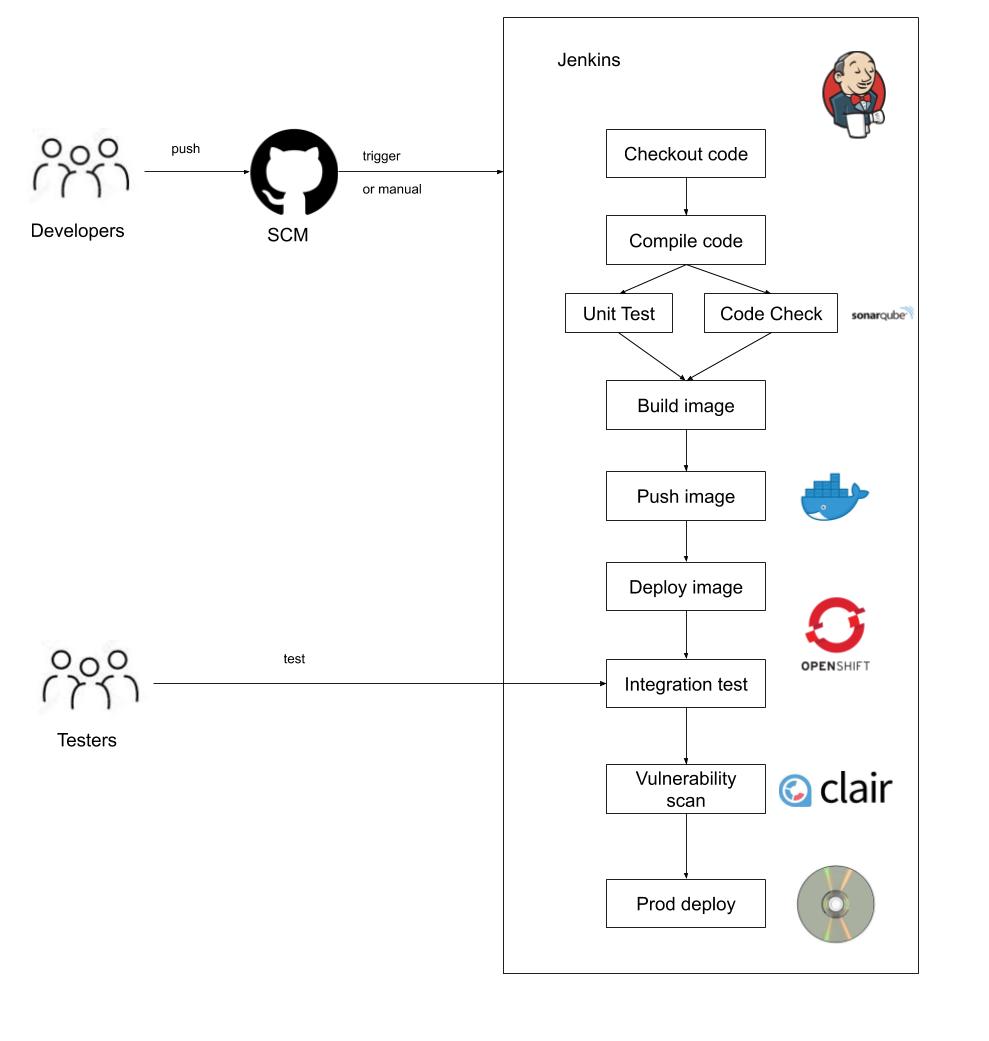 Jenkins
push
trigger
or manual
Developers
SCM
Checkout code
Compile code
Unit Test
Code Check
sonarqube
Build image
Push image
Deploy image
OPENSHIFT
test
Integration test
Testers
Vulnerability
scan
clair
Prod deploy